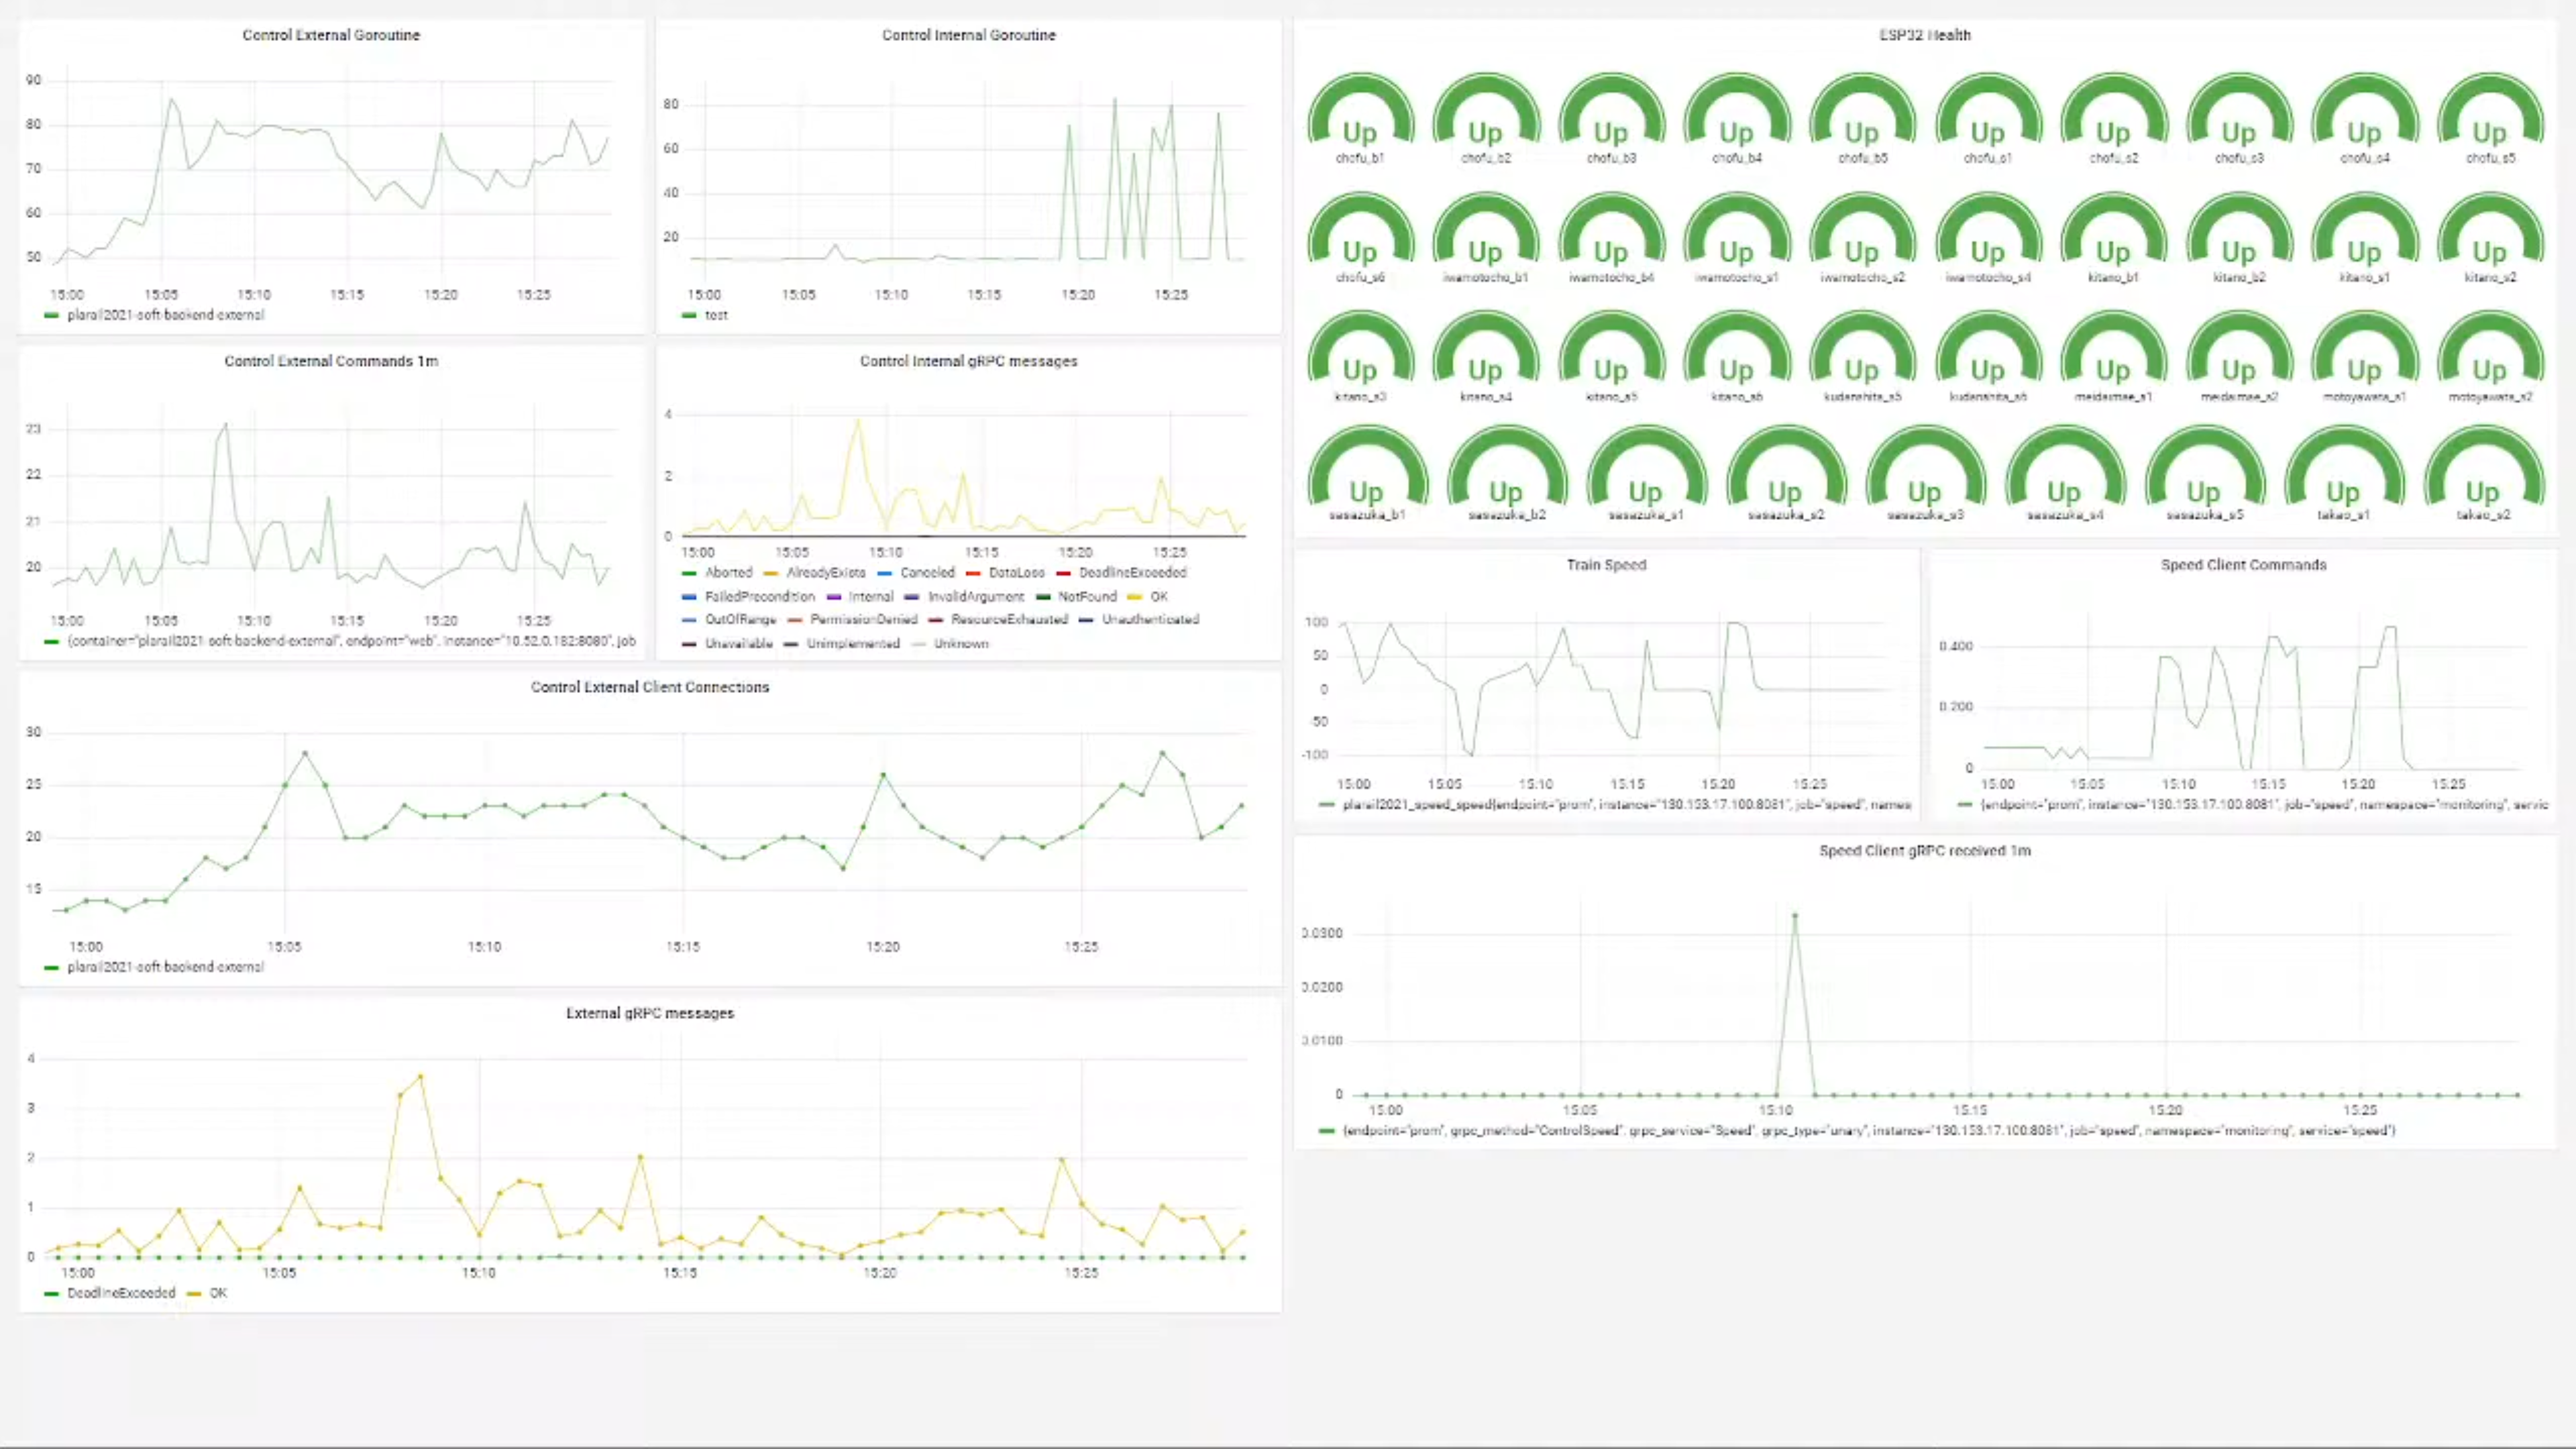 Control External Goroutine
90
80
70
60
50
15:00 15:05 15:10 15:15 15:20 15:25
plarail2021-soft-backend-external
Control Internal Goroutine
80
60
40
20
15:00 15:05 15:10 15:15 15:20 15:25
test
Control External Commands 1m
23
22
21
20
15:00 15:05 15:10 15:15 15:20 15:25
{container="plarail2021-soft-backend-external", endpoint="web", instance="10.52.0.182:8080", job
Control Internal gRPC messages
4
2
0
15:00 15:05 15:10 15:15 15:20 15:25
Aborted AlreadyExists Canceled DataLoss DeadlineExceeded
FailedPrecondition Internal InvalidArgument NotFound OK
OutOfRange PermissionDenied ResourceExhausted Unauthenticated
Unavailable Unimplemented Unknown
Control External Client Connections
30
25
20
15
15:00 15:05 15:10 15:15 15:20 15:25
plarail2021-soft-backend-external
External gRPC messages
4
3
2
1
0
15:00 15:05 15:10 15:15 15:20 15:25
DeadlineExceeded OK
ESP32 Health
Up Up Up Up Up Up Up Up Up Up
chofu_b1 chofu_b2 chofu_b3 chofu_b4 chofu_b5 chofu_s1 chofu_s2 chofu_s3 chofu_s4 chofu_s5
Up Up Up Up Up Up Up Up Up Up
chofu_s6 iwamotocho_b1 iwamotocho_b4 iwamotocho_s1 iwamotocho_s2 iwamotocho_s4 kitano_b1 kitano_b2 kitano_s1 kitano_s2
Up Up Up Up Up Up Up Up Up Up
kitano_s3 kitano_s4 kitano_s5 kitano_s6 kudanshita_s5 kudanshita_s6 meidaimae_s1 meidaimae_s2 motoyawata_s1 motoyawata_s2
Up Up Up Up Up Up Up Up Up
sasazuka_b1 sasazuka_b2 sasazuka_s1 sasazuka_s2 sasazuka_s3 sasazuka_s4 sasazuka_s5 takao_s1 takao_s2
Train Speed
100
50
0
-50
-100
15:00 15:05 15:10 15:15 15:20 15:25
plarail2021_speed_speed{endpoint="prom", instance="130.153.17.100:8081", job="speed", names
Speed Client Commands
0.400
0.200
0
15:00 15:05 15:10 15:15 15:20 15:25
{endpoint="prom", instance="130.153.17.100:8081", job="speed", namespace="monitoring", servic
Speed Client gRPC received 1m
0.0300
0.0200
0.0100
0
15:00 15:05 15:10 15:15 15:20 15:25
{endpoint="prom", grpc_method="ControlSpeed", grpc_service="Speed", grpc_type="unary", instance="130.153.17.100:8081", job="speed", namespace="monitoring", service="speed"}